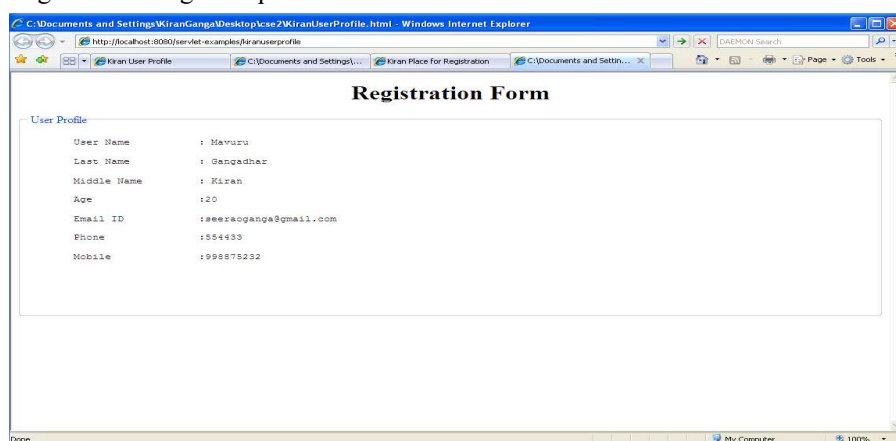 C:\Documents and Settings\KiranGanga\Desktop\cse2\KiranUserProfile.html - Windows Internet Explorer
http://localhost:8080/servlet-examples/kiranuserprofile
DAEMON Search
Kiran User Profile
C:\Documents and Settings\...
Kiran Place for Registration
C:\Documents and Settin...
Page
Tools
Registration Form
User Profile
User Name : Mavuru
Last Name : Gangadhar
Middle Name : Kiran
Age :20
Email ID :seeraoganga@gmail.com
Phone :554433
Mobile :998875232
Done
My Computer
100%